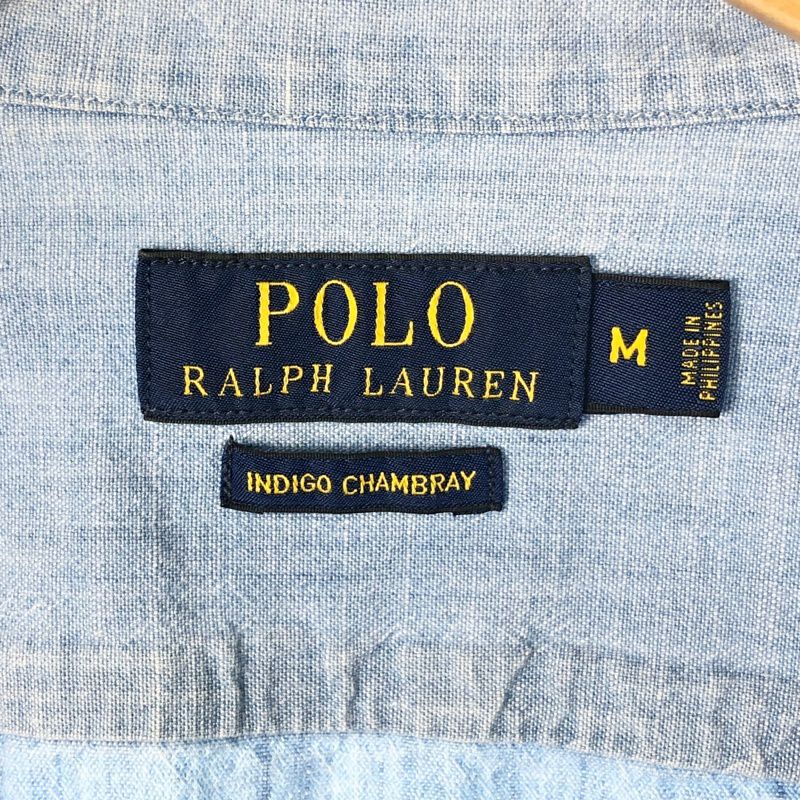 POLO
RALPH LAUREN
M
MADE IN
PHILIPPINES
INDIGO CHAMBRAY